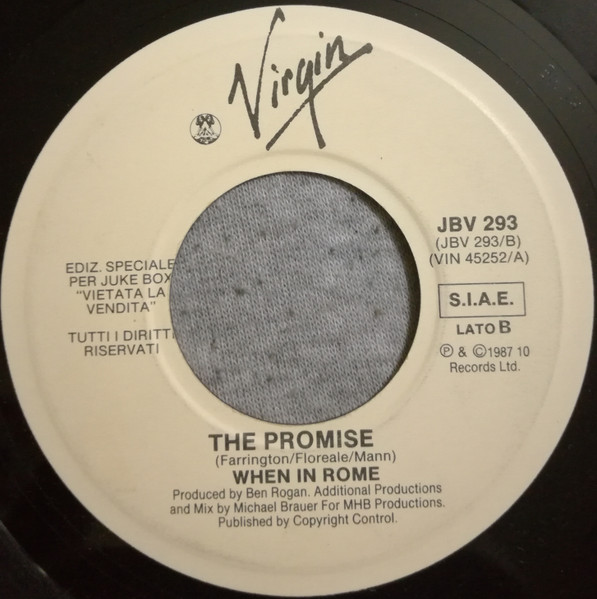 Virgin
JBV 293
(JBV 293/B)
(VIN 45252/A)
EDIZ. SPECIALE
PER JUKE BOX
"VIETATA LA
VENDITA"
TUTTI I DIRITTI
RISERVATI
S.I.A.E.
LATO B
℗ & ©1987 10
Records Ltd.
THE PROMISE
(Farrington/Floreale/Mann)
WHEN IN ROME
Produced by Ben Rogan. Additional Productions
and Mix by Michael Brauer For MHB Productions.
Published by Copyright Control.